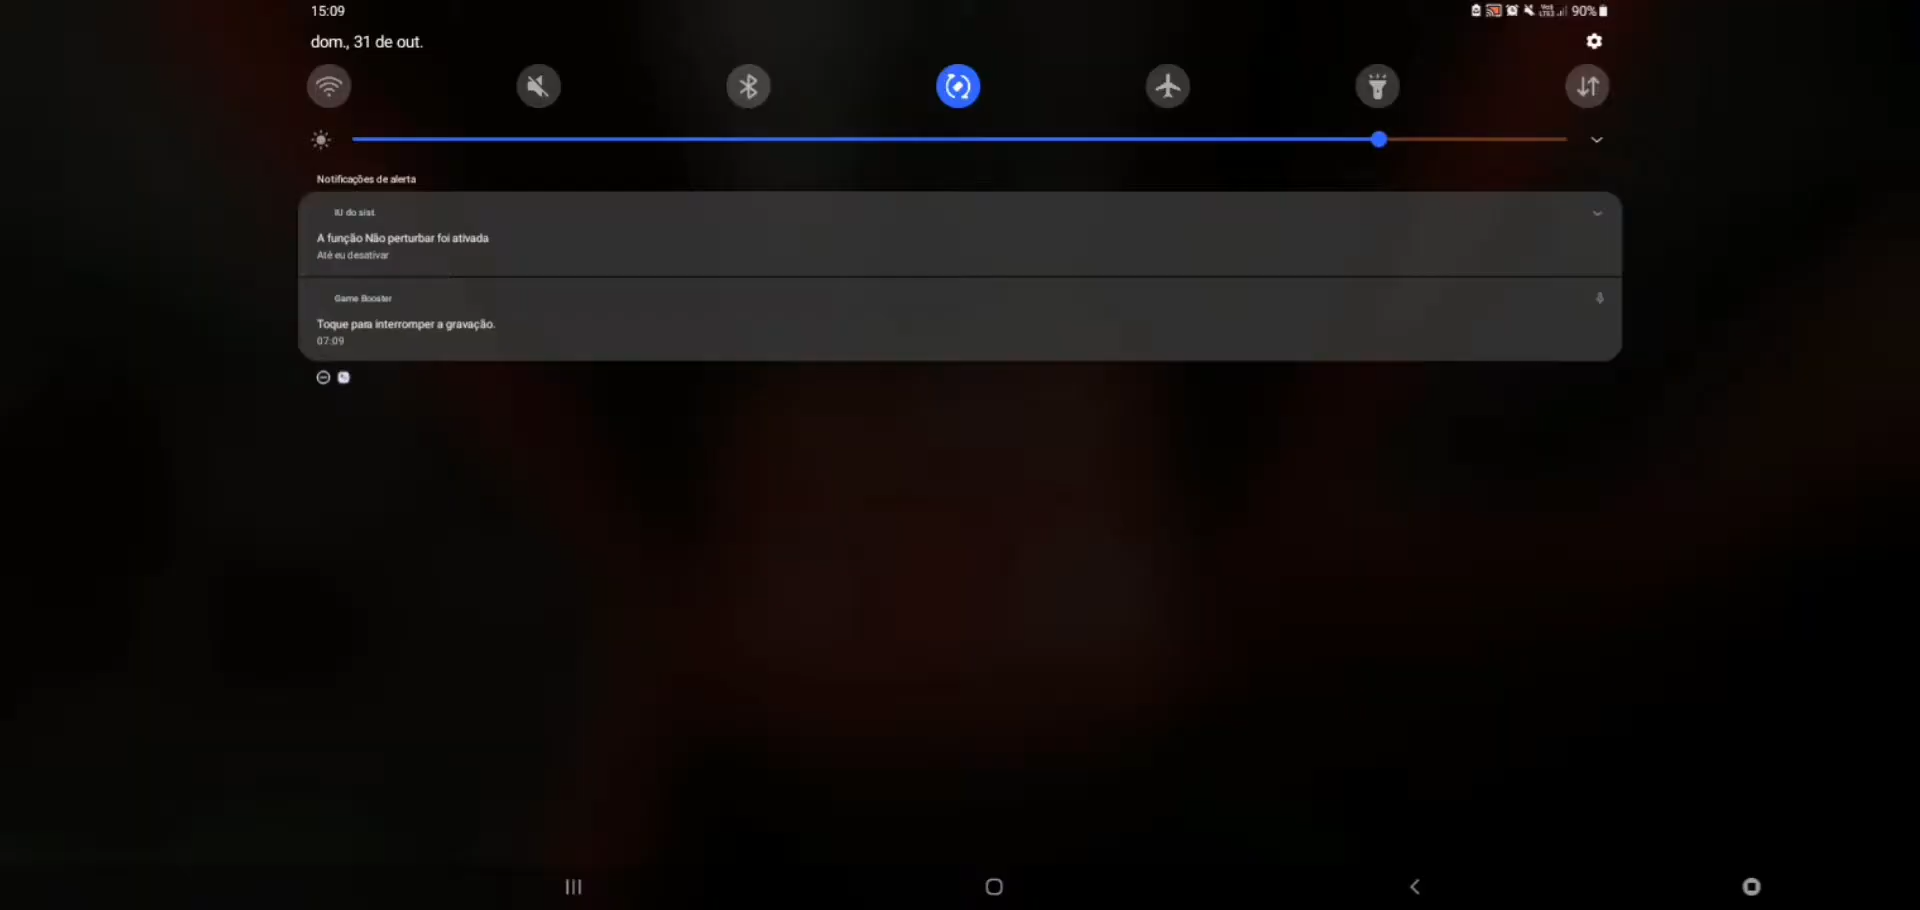 15:09
90%
dom., 31 de out.
Notificações de alerta
IU do sist.
A função Não perturbar foi ativada
Até eu desativar
Game Booster
Toque para interromper a gravação.
07:09